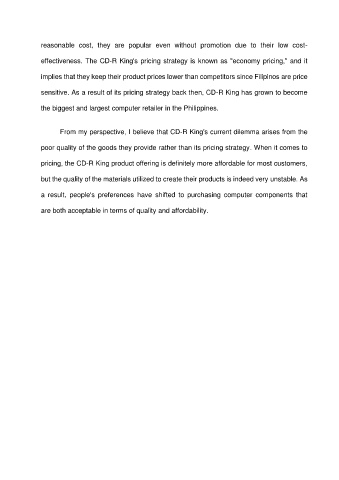 reasonable cost, they are popular even without promotion due to their low cost-
effectiveness. The CD-R King's pricing strategy is known as "economy pricing," and it
implies that they keep their product prices lower than competitors since Filipinos are price
sensitive. As a result of its pricing strategy back then, CD-R King has grown to become
the biggest and largest computer retailer in the Philippines.
From my perspective, I believe that CD-R King's current dilemma arises from the
poor quality of the goods they provide rather than its pricing strategy. When it comes to
pricing, the CD-R King product offering is definitely more affordable for most customers,
but the quality of the materials utilized to create their products is indeed very unstable. As
a result, people's preferences have shifted to purchasing computer components that
are both acceptable in terms of quality and affordability.